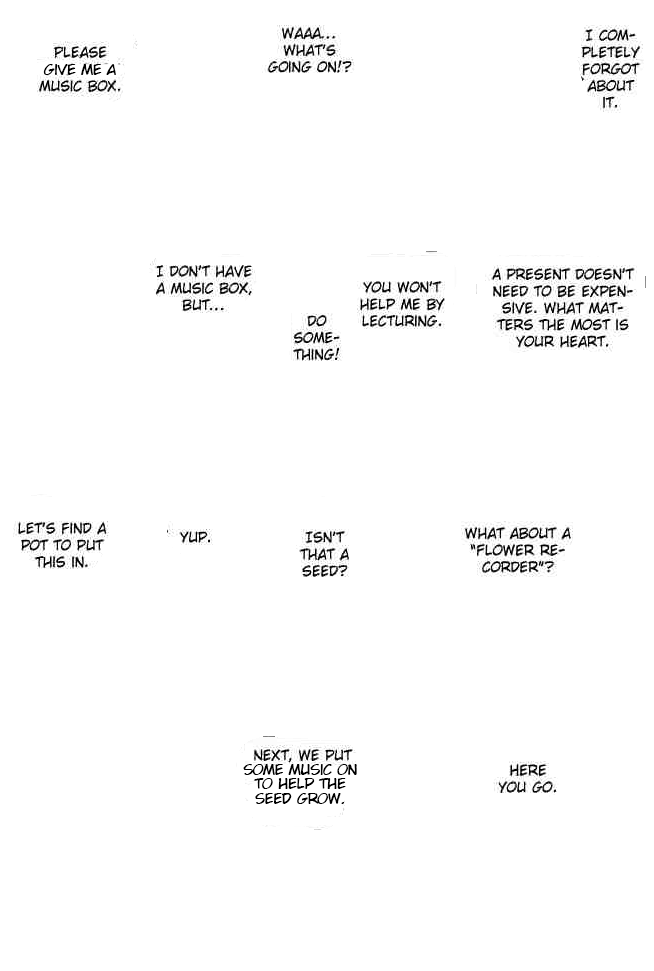 I COM-
PLETELY
FORGOT
ABOUT
IT.
WAAA...
WHAT'S
GOING ON!?
PLEASE
GIVE ME A
MUSIC BOX.
A PRESENT DOESN'T
NEED TO BE EXPEN-
SIVE. WHAT MAT-
TERS THE MOST IS
YOUR HEART.
YOU WON'T
HELP ME BY
LECTURING.
DO
SOME-
THING!
I DON'T HAVE
A MUSIC BOX,
BUT...
WHAT ABOUT A
"FLOWER RE-
CORDER"?
ISN'T
THAT A
SEED?
YUP.
LET'S FIND A
POT TO PUT
THIS IN.
HERE
YOU GO.
NEXT, WE PUT
SOME MUSIC ON
TO HELP THE
SEED GROW.